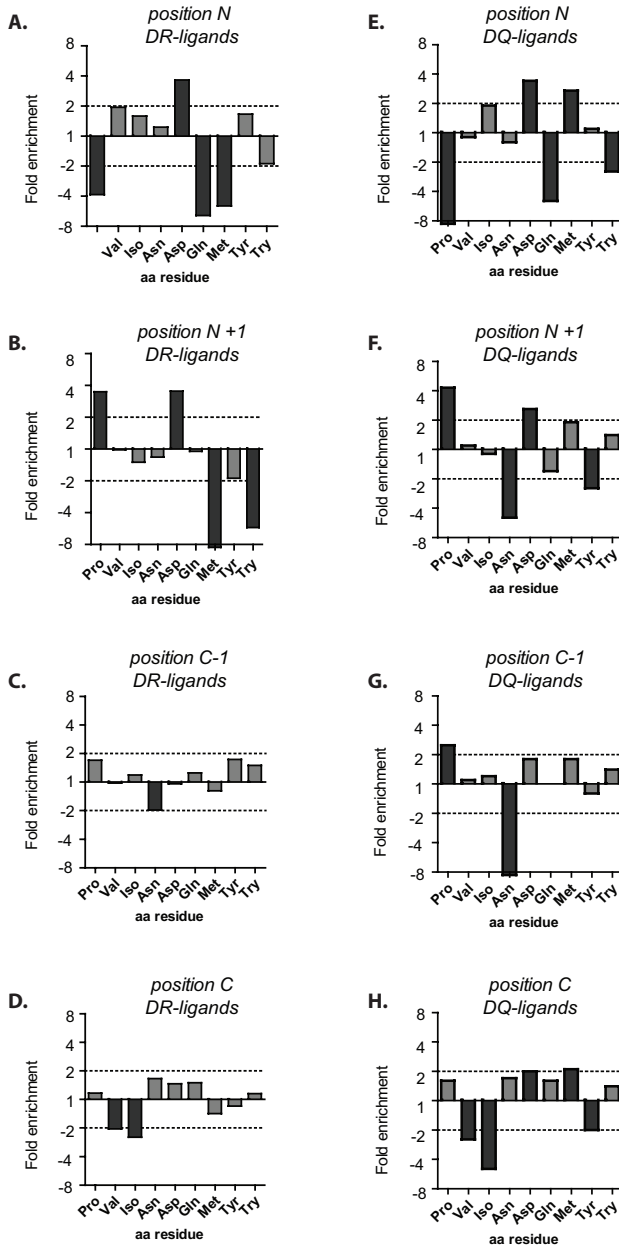 A.
position N
DR-ligands
8
4
2
1
-2
-4
-8
Fold enrichment
Val
Iso
Asn
Asp
Gln
Met
Tyr
Try
aa residue
E.
position N
DQ-ligands
8
4
2
1
-2
-4
-8
Fold enrichment
Pro
Val
Iso
Asn
Asp
Gln
Met
Tyr
Try
aa residue
B.
position N +1
DR-ligands
8
4
2
1
-2
-4
-8
Fold enrichment
Pro
Val
Iso
Asn
Asp
Gln
Met
Tyr
Try
aa residue
F.
position N +1
DQ-ligands
8
4
2
1
-2
-4
-8
Fold enrichment
Pro
Val
Iso
Asn
Asp
Gln
Met
Tyr
Try
aa residue
C.
position C-1
DR-ligands
8
4
2
1
-2
-4
-8
Fold enrichment
Pro
Val
Iso
Asn
Asp
Gln
Met
Tyr
Try
aa residue
G.
position C-1
DQ-ligands
8
4
2
1
-2
-4
-8
Fold enrichment
Pro
Val
Iso
Asn
Asp
Gln
Met
Tyr
Try
aa residue
D.
position C
DR-ligands
8
4
2
1
-2
-4
-8
Fold enrichment
Pro
Val
Iso
Asn
Asp
Gln
Met
Tyr
Try
aa residue
H.
position C
DQ-ligands
8
4
2
1
-2
-4
-8
Fold enrichment
Pro
Val
Iso
Asn
Asp
Gln
Met
Tyr
Try
aa residue